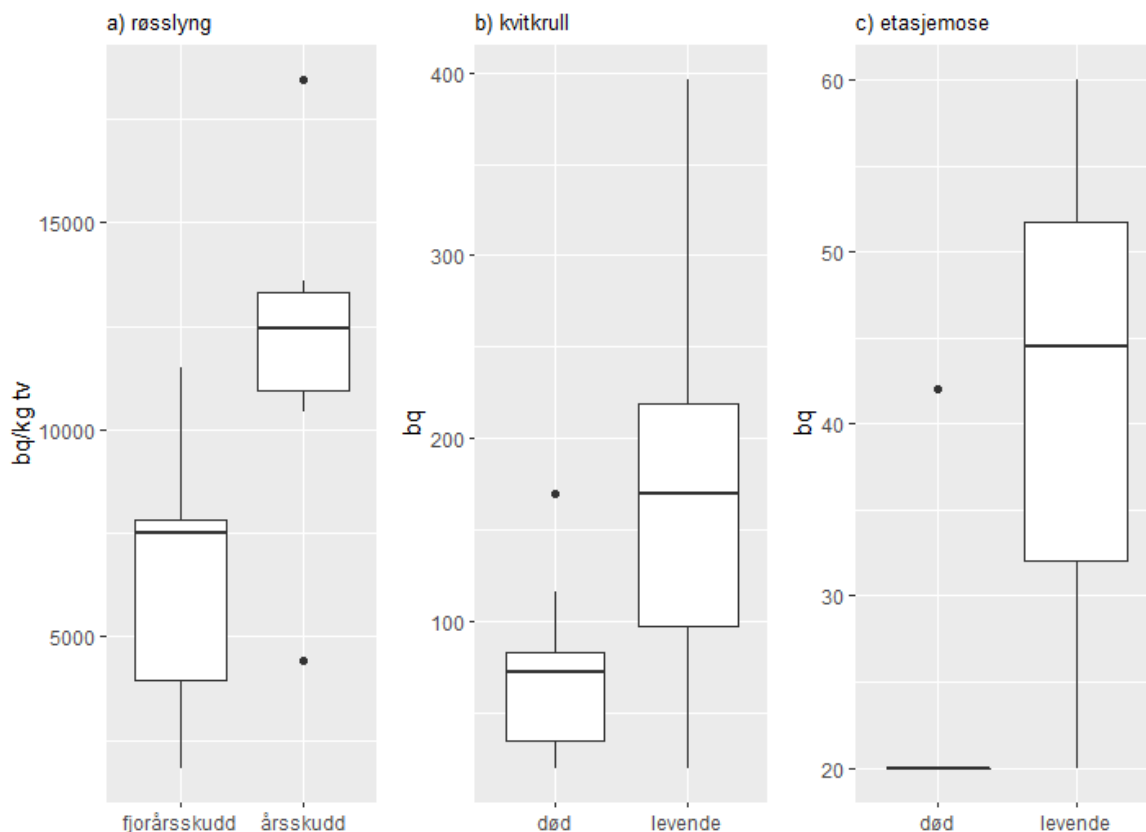 a) røsslyng
b) kvitkrull
c) etasjemose
bq/kg tv
15000
10000
5000
fjorårsskudd
årsskudd
bq
400
300
200
100
død
levende
bq
60
50
40
30
20
død
levende